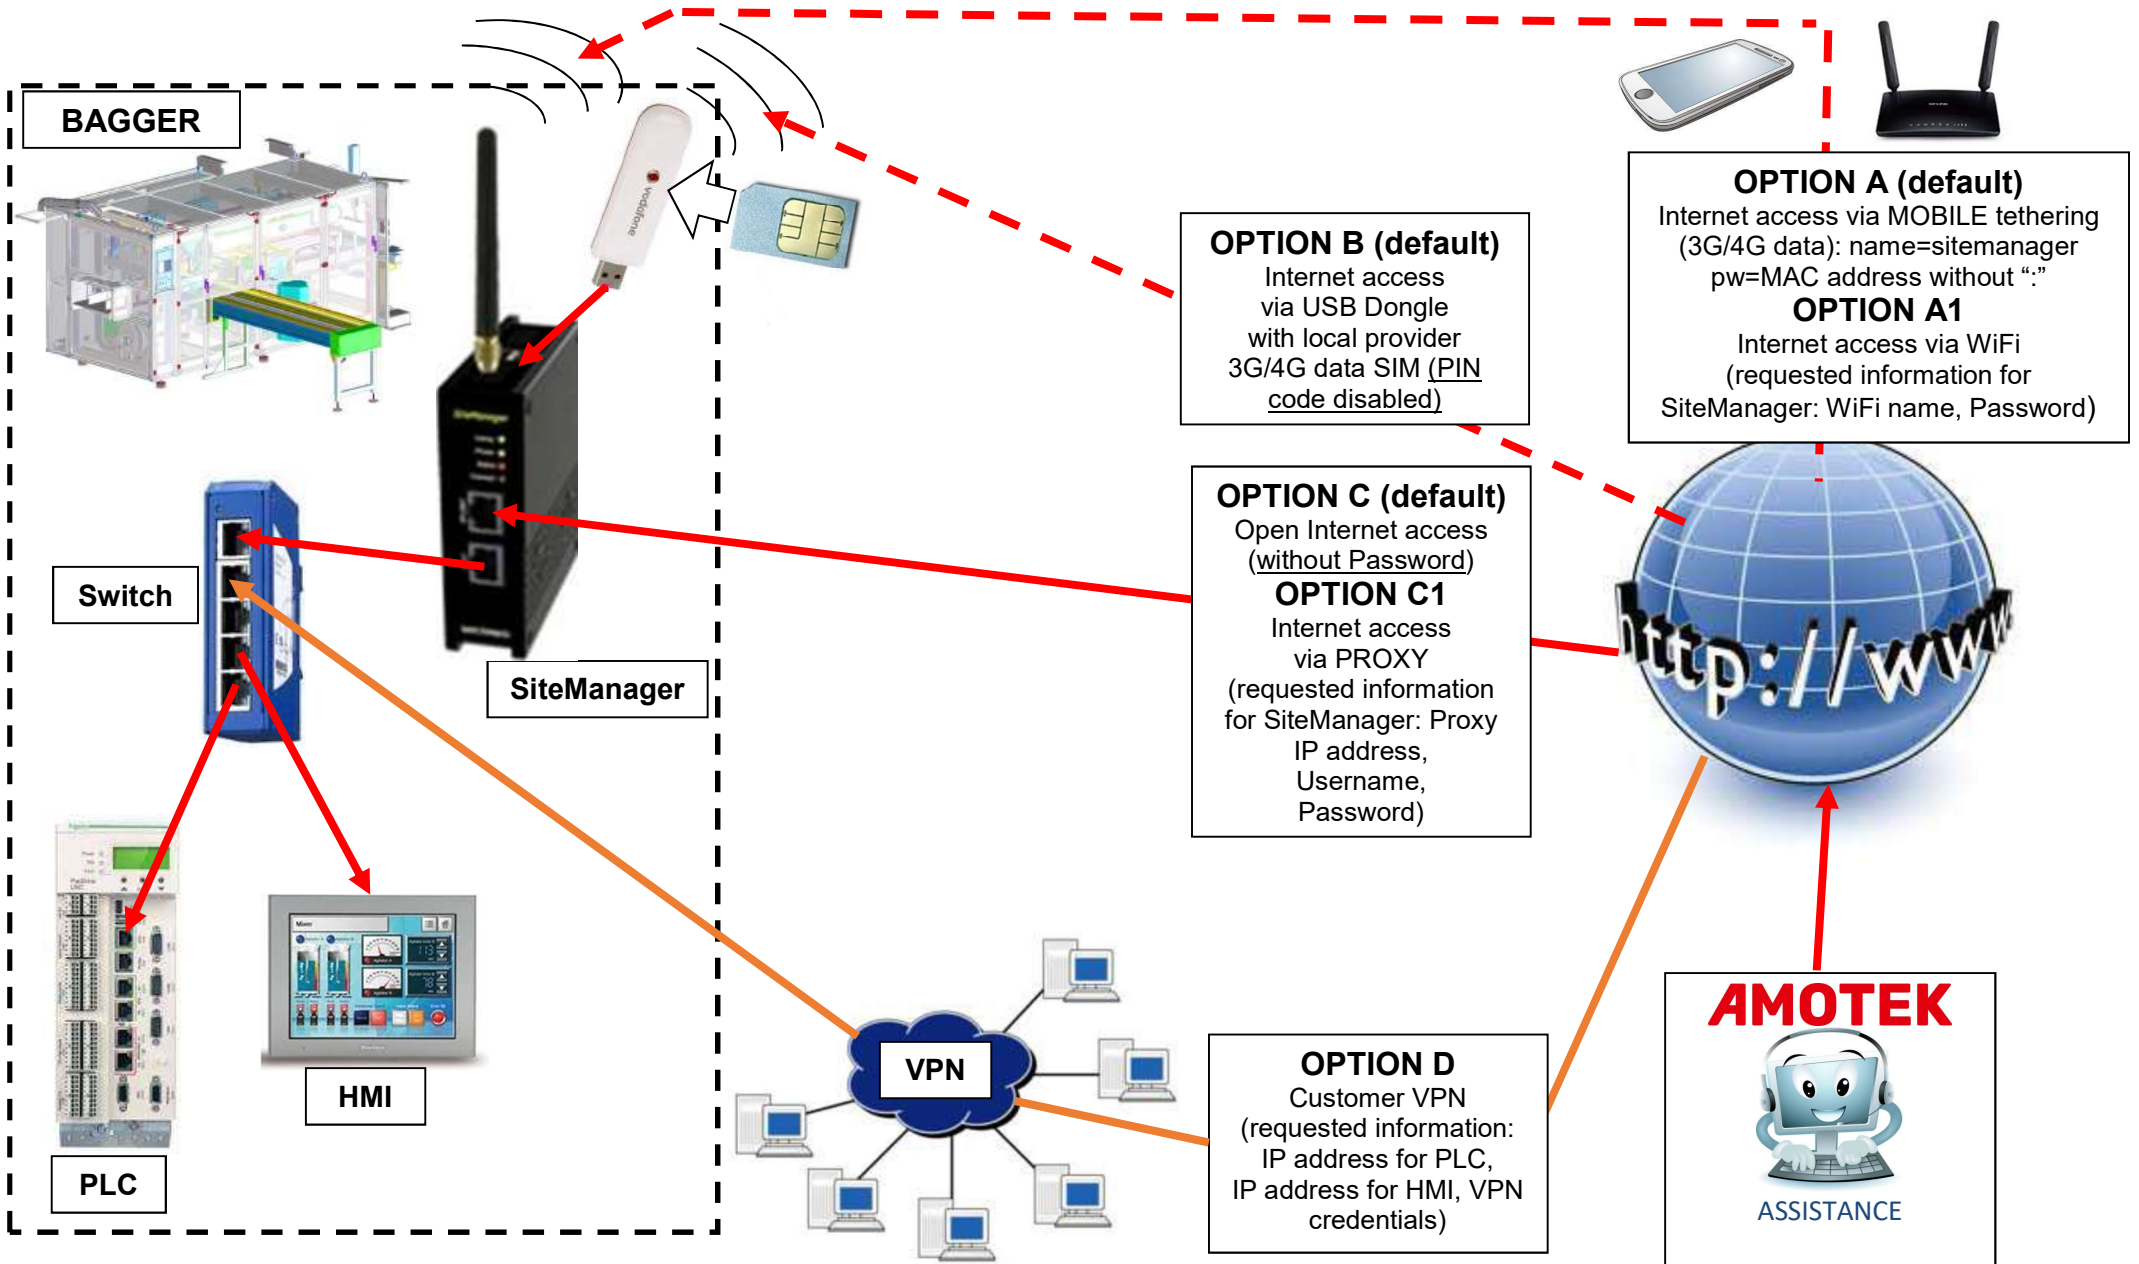 BAGGER
vodafone
SiteManager
Switch
SiteManager
PLC
HMI
Mixer
OPTION A (default)
Internet access via MOBILE tethering
(3G/4G data): name=sitemanager
pw=MAC address without “:”
OPTION A1
Internet access via WiFi
(requested information for
SiteManager: WiFi name, Password)
OPTION B (default)
Internet access
via USB Dongle
with local provider
3G/4G data SIM (PIN
code disabled)
OPTION C (default)
Open Internet access
(without Password)
OPTION C1
Internet access
via PROXY
(requested information
for SiteManager: Proxy
IP address,
Username,
Password)
http://www
VPN
OPTION D
Customer VPN
(requested information:
IP address for PLC,
IP address for HMI, VPN
credentials)
AMOTEK
ASSISTANCE